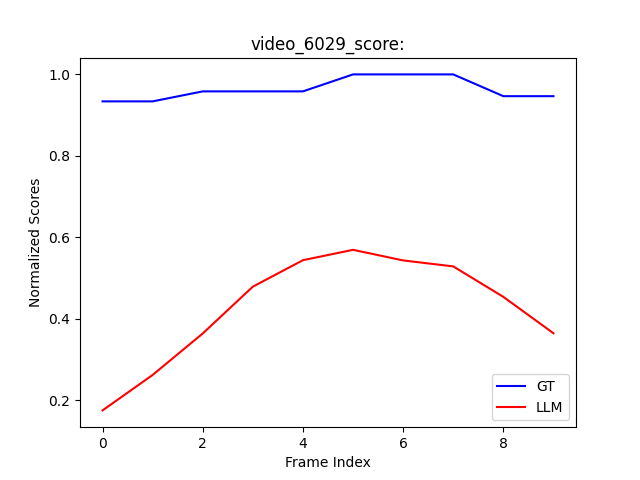 video_6029_score:
Normalized Scores
1.0
0.8
0.6
0.4
0.2
0 2 4 6 8
Frame Index
GT
LLM